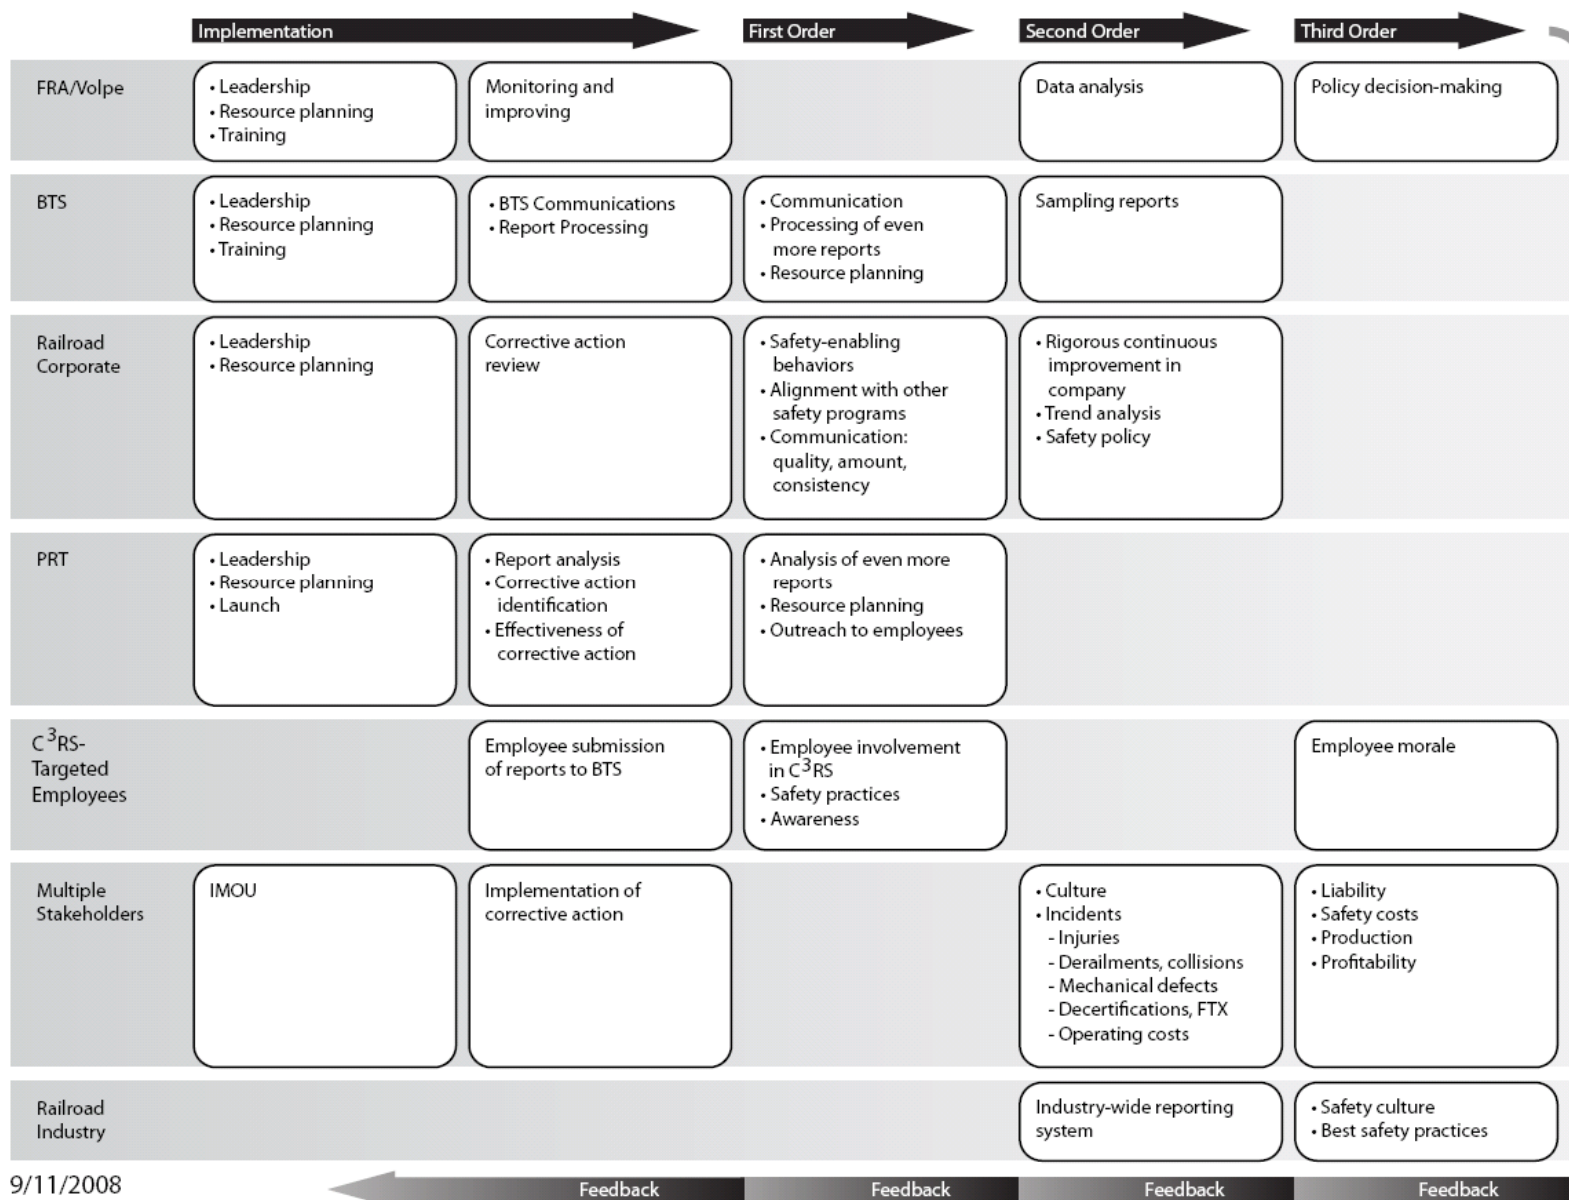 Implementation
First Order
Second Order
Third Order
FRA/Volpe
• Leadership
• Resource planning
• Training
Monitoring and
improving
Data analysis
Policy decision-making
BTS
• Leadership
• Resource planning
• Training
• BTS Communications
• Report Processing
• Communication
• Processing of even
more reports
• Resource planning
Sampling reports
Railroad
Corporate
• Leadership
• Resource planning
Corrective action
review
• Safety-enabling
behaviors
• Alignment with other
safety programs
• Communication:
quality, amount,
consistency
• Rigorous continuous
improvement in
company
• Trend analysis
• Safety policy
PRT
• Leadership
• Resource planning
• Launch
• Report analysis
• Corrective action
identification
• Effectiveness of
corrective action
• Analysis of even more
reports
• Resource planning
• Outreach to employees
C³RS-
Targeted
Employees
Employee submission
of reports to BTS
• Employee involvement
in C³RS
• Safety practices
• Awareness
Employee morale
Multiple
Stakeholders
IMOU
Implementation of
corrective action
• Culture
• Incidents
- Injuries
- Derailments, collisions
- Mechanical defects
- Decertifications, FTX
- Operating costs
• Liability
• Safety costs
• Production
• Profitability
Railroad
Industry
Industry-wide reporting
system
• Safety culture
• Best safety practices
9/11/2008
Feedback
Feedback
Feedback
Feedback